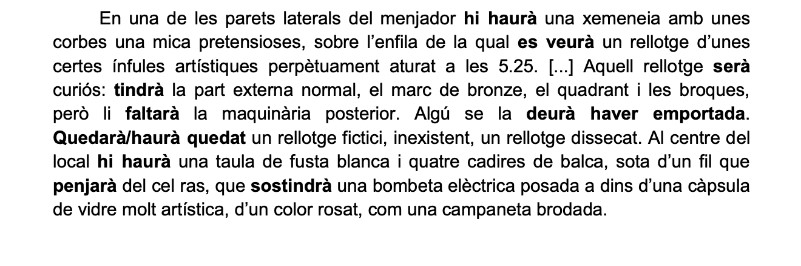 En una de les parets laterals del menjador hi haurà una xemeneia amb unes
corbes una mica pretensioses, sobre l’enfila de la qual es veurà un rellotge d’unes
certes ínfules artístiques perpètuament aturat a les 5.25. [...] Aquell rellotge serà
curiós: tindrà la part externa normal, el marc de bronze, el quadrant i les broques,
però li faltarà la maquinària posterior. Algú se la deurà haver emportada.
Quedarà/haurà quedat un rellotge fictici, inexistent, un rellotge dissecat. Al centre del
local hi haurà una taula de fusta blanca i quatre cadires de balca, sota d’un fil que
penjarà del cel ras, que sostindrà una bombeta elèctrica posada a dins d’una càpsula
de vidre molt artística, d’un color rosat, com una campaneta brodada.